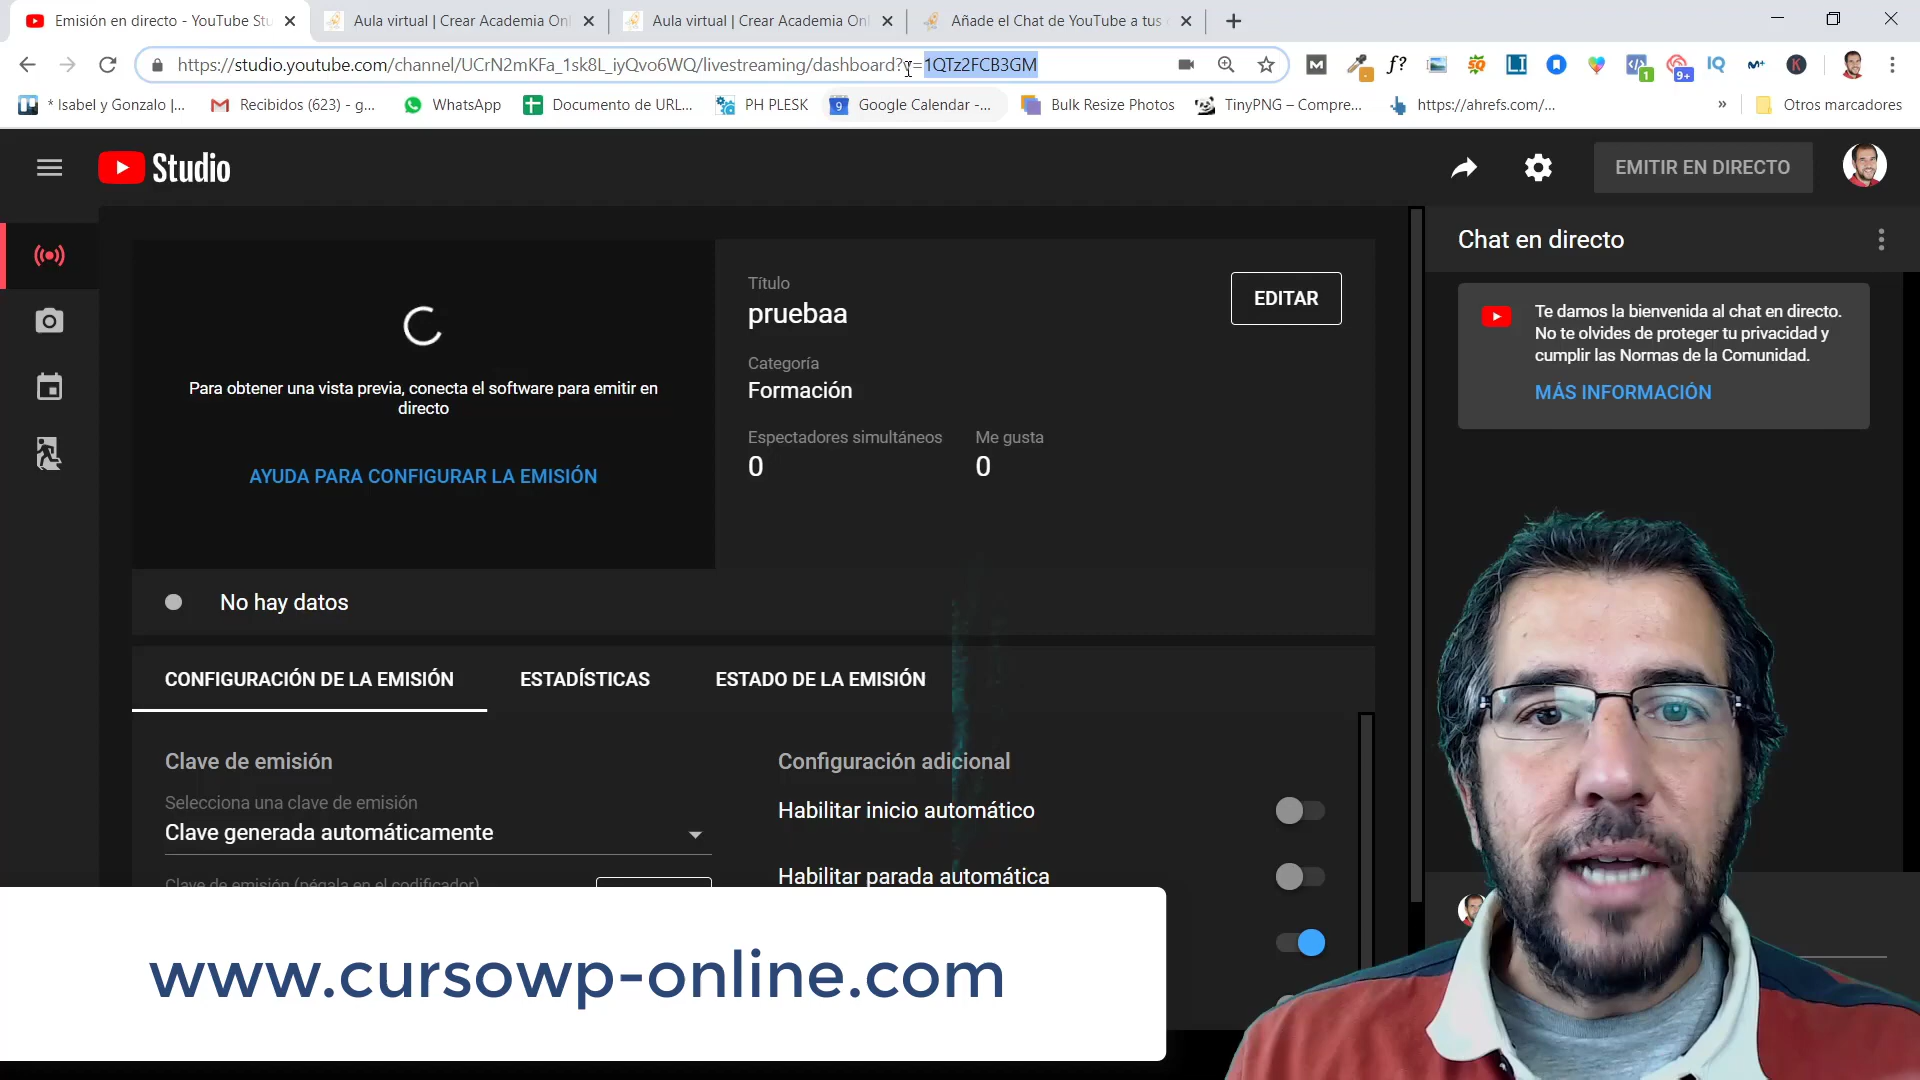 Emisión en directo - YouTube Stu
Aula virtual | Crear Academia Onl
Aula virtual | Crear Academia Onl
Añade el Chat de YouTube a tus
https://studio.youtube.com/channel/UCrN2mKFa_1sk8L_iyQvo6WQ/livestreaming/dashboard?v=1QTz2FCB3GM
* Isabel y Gonzalo |...
Recibidos (623) - g...
WhatsApp
Documento de URL...
PH PLESK
Google Calendar -...
Bulk Resize Photos
TinyPNG – Compre...
https://ahrefs.com/...
»
Otros marcadores
Studio
EMITIR EN DIRECTO
Chat en directo
Título
pruebaa
EDITAR
Categoría
Formación
Espectadores simultáneos
0
Me gusta
0
Para obtener una vista previa, conecta el software para emitir en
directo
AYUDA PARA CONFIGURAR LA EMISIÓN
Te damos la bienvenida al chat en directo.
No te olvides de proteger tu privacidad y
cumplir las Normas de la Comunidad.
MÁS INFORMACIÓN
No hay datos
CONFIGURACIÓN DE LA EMISIÓN
ESTADÍSTICAS
ESTADO DE LA EMISIÓN
Clave de emisión
Selecciona una clave de emisión
Clave generada automáticamente
Clave de emisión (pégala en el codificador)
Configuración adicional
Habilitar inicio automático
Habilitar parada automática
www.cursowp-online.com